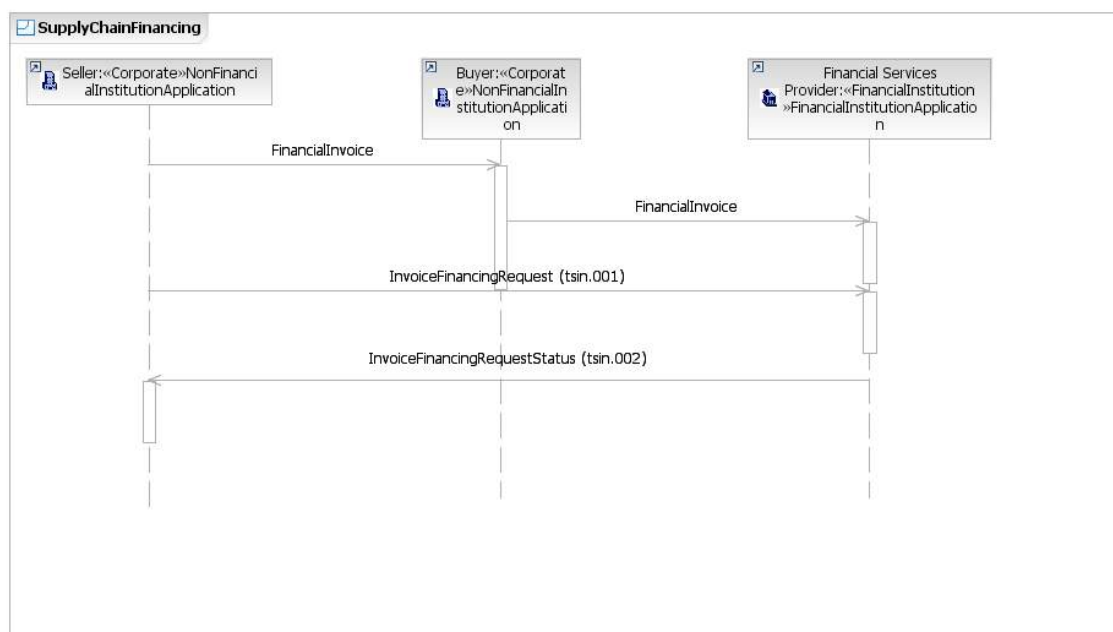 SupplyChainFinancing
Seller:«Corporate»NonFinanci
alInstitutionApplication
Buyer:«Corporat
e»NonFinancialIn
stitutionApplicati
on
Financial Services
Provider:«FinancialInstitution
»FinancialInstitutionApplicatio
n
FinancialInvoice
FinancialInvoice
InvoiceFinancingRequest (tsin.001)
InvoiceFinancingRequestStatus (tsin.002)